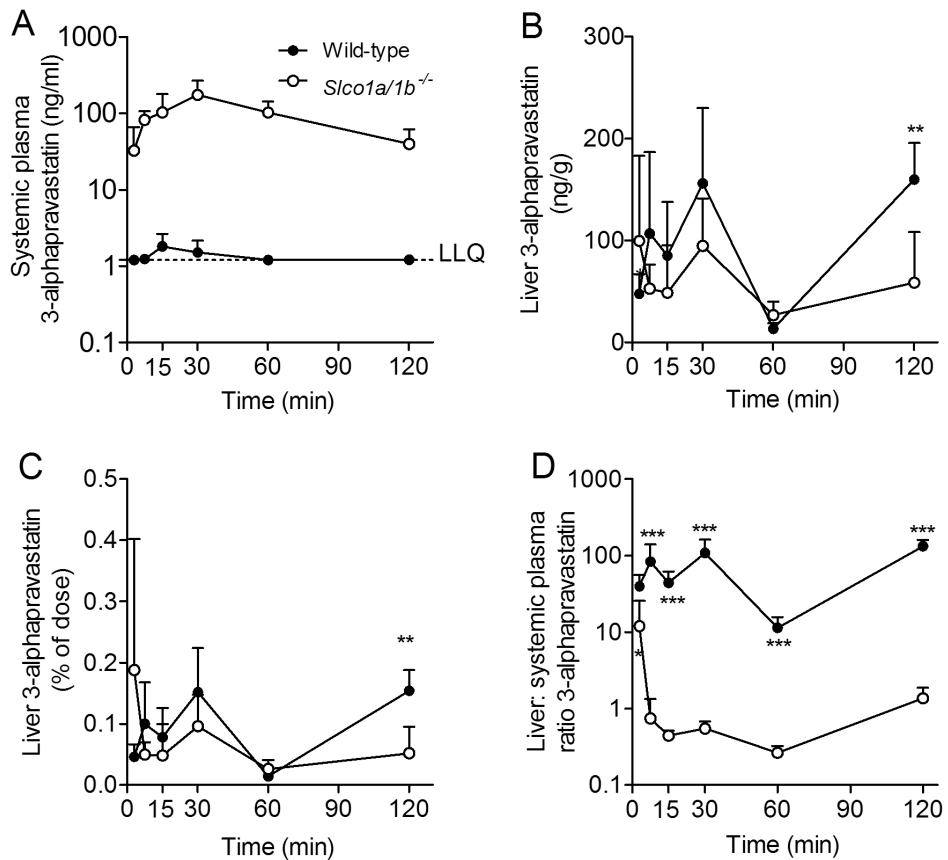 A
1000
100
10
1
0.1
Systemic plasma
3-alphapravastatin (ng/ml)
Wild-type
Slco1a/1b-/-
LLQ
0 15 30 60 90 120
Time (min)
B
300
200
100
0
Liver 3-alphapravastatin
(ng/g)
*
**
0 15 30 60 90 120
Time (min)
C
0.5
0.4
0.3
0.2
0.1
0.0
Liver 3-alphapravastatin
(% of dose)
**
0 15 30 60 90 120
Time (min)
D
1000
100
10
1
0.1
Liver: systemic plasma
ratio 3-alphapravastatin
*** *** ***
***
***
*
0 15 30 60 90 120
Time (min)